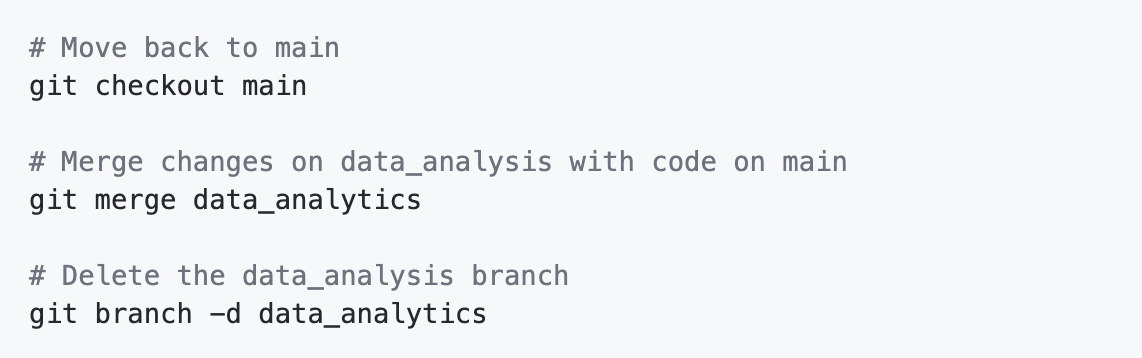 # Move back to main
git checkout main
# Merge changes on data_analysis with code on main
git merge data_analytics
# Delete the data_analysis branch
git branch -d data_analytics